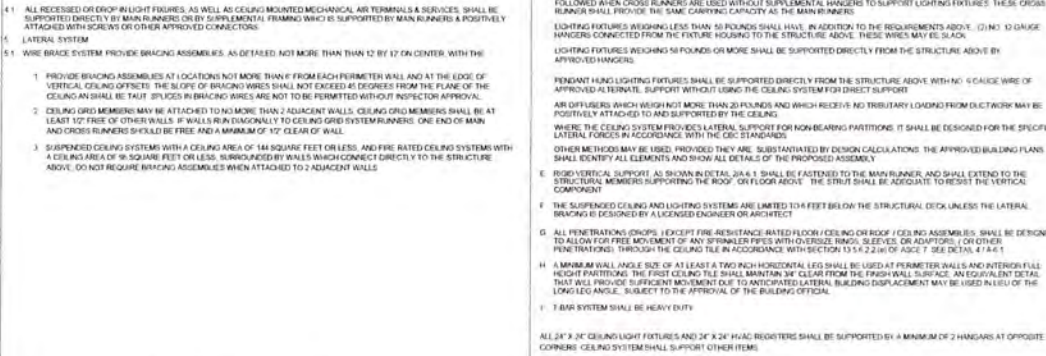 4.1 ALL RECESSED OR DROP IN LIGHT FIXTURES, AS WELL AS CEILING MOUNTED MECHANICAL AIR TERMINALS & SERVICES, SHALL BE
SUPPORTED DIRECTLY BY MAIN RUNNERS OR BY SUPPLEMENTAL FRAMING WHICH IS SUPPORTED BY MAIN RUNNERS & POSITIVELY
ATTACHED WITH SCREWS OR OTHER APPROVED CONNECTORS.
5. LATERAL SYSTEM
5.1 WIRE BRACE SYSTEM. PROVIDE BRACING ASSEMBLIES, AS DETAILED, NOT MORE THAN THAN 12' BY 12' ON CENTER, WITH THE
1. PROVIDE BRACING ASSEMBLIES AT LOCATIONS NOT MORE THAN 6' FROM EACH PERIMETER WALL AND AT THE EDGE OF
VERTICAL CEILING OFFSETS. THE SLOPE OF BRACING WIRES SHALL NOT EXCEED 45 DEGREES FROM THE PLANE OF THE
CEILING AN SHALL BE TAUT. SPLICES IN BRACING WIRES ARE NOT TO BE PERMITTED WITHOUT INSPECTOR APPROVAL.
2. CEILING GRID MEMBERS MAY BE ATTACHED TO NO MORE THAN 2 ADJACENT WALLS. CEILING GRID MEMBERS SHALL BE AT
LEAST 1/2" FREE OF OTHER WALLS. IF WALLS RUN DIAGONALLY TO CEILING GRID SYSTEM RUNNERS, ONE END OF MAIN
AND CROSS RUNNERS SHOULD BE FREE AND A MINIMUM OF 1/2" CLEAR OF WALL.
3. SUSPENDED CEILING SYSTEMS WITH A CEILING AREA OF 144 SQUARE FEET OR LESS, AND FIRE RATED CEILING SYSTEMS WITH
A CEILING AREA OF 96 SQUARE FEET OR LESS, SURROUNDED BY WALLS WHICH CONNECT DIRECTLY TO THE STRUCTURE
ABOVE, DO NOT REQUIRE BRACING ASSEMBLIES WHEN ATTACHED TO 2 ADJACENT WALLS
FOLLOWED WHEN CROSS RUNNERS ARE USED WITHOUT SUPPLEMENTAL HANGERS TO SUPPORT LIGHTING FIXTURES. THESE CROSS
RUNNER SHALL PROVIDE THE SAME CARRYING CAPACITY AS THE MAIN RUNNERS.
LIGHTING FIXTURES WEIGHING LESS THAN 50 POUNDS SHALL HAVE, IN ADDITION TO THE REQUIREMENTS ABOVE, (2) NO. 12 GAUGE
HANGERS CONNECTED FROM THE FIXTURE HOUSING TO THE STRUCTURE ABOVE. THESE WIRES MAY BE SLACK.
LIGHTING FIXTURES WEIGHING 50 POUNDS OR MORE SHALL BE SUPPORTED DIRECTLY FROM THE STRUCTURE ABOVE BY
APPROVED HANGERS.
PENDANT HUNG LIGHTING FIXTURES SHALL BE SUPPORTED DIRECTLY FROM THE STRUCTURE ABOVE WITH NO. 9 GAUGE WIRE OF
APPROVED ALTERNATE, SUPPORT WITHOUT USING THE CEILING SYSTEM FOR DIRECT SUPPORT
AIR DIFFUSERS WHICH WEIGH NOT MORE THAN 20 POUNDS AND WHICH RECEIVE NO TRIBUTARY LOADING FROM DUCTWORK MAY BE
POSITIVELY ATTACHED TO AND SUPPORTED BY THE CEILING.
WHERE THE CEILING SYSTEM PROVIDES LATERAL SUPPORT FOR NON-BEARING PARTITIONS, IT SHALL BE DESIGNED FOR THE SPECIFI
LATERAL FORCES IN ACCORDANCE WITH THE CBC STANDARDS.
OTHER METHODS MAY BE USED, PROVIDED THEY ARE SUBSTANTIATED BY DESIGN CALCULATIONS. THE APPROVED BUILDING PLANS
SHALL IDENTIFY ALL ELEMENTS AND SHOW ALL DETAILS OF THE PROPOSED ASSEMBLY
E. RIGID VERTICAL SUPPORT, AS SHOWN IN DETAIL 2/A-6.1, SHALL BE FASTENED TO THE MAIN RUNNER, AND SHALL EXTEND TO THE
STRUCTURAL MEMBERS SUPPORTING THE ROOF, OR FLOOR ABOVE. THE STRUT SHALL BE ADEQUATE TO RESIST THE VERTICAL
COMPONENT
F. THE SUSPENDED CEILING AND LIGHTING SYSTEMS ARE LIMITED TO 6 FEET BELOW THE STRUCTURAL DECK UNLESS THE LATERAL
BRACING IS DESIGNED BY A LICENSED ENGINEER OR ARCHITECT
G. ALL PENETRATIONS (DROPS, ) EXCEPT FIRE-RESISTANCE-RATED FLOOR / CEILING OR ROOF / CEILING ASSEMBLIES, SHALL BE DESIGN
TO ALLOW FOR FREE MOVEMENT OF ANY SPRINKLER PIPES WITH OVERSIZE RINGS, SLEEVES, OR ADAPTORS, ( OR OTHER
PENETRATIONS), THROUGH THE CEILING TILE IN ACCORDANCE WITH SECTION 13.5.6.2.2.(e) OF ASCE 7. SEE DETAIL 4 / A-6.1
H. A MINIMUM WALL ANGLE SIZE OF AT LEAST A TWO INCH HORIZONTAL LEG SHALL BE USED AT PERIMETER WALLS AND INTERIOR FULL
HEIGHT PARTITIONS. THE FIRST CEILING TILE SHALL MAINTAIN 3/4" CLEAR FROM THE FINISH WALL SURFACE, AN EQUIVALENT DETAIL
THAT WILL PROVIDE SUFFICIENT MOVEMENT DUE TO ANTICIPATED LATERAL BUILDING DISPLACEMENT MAY BE USED IN LIEU OF THE
LONG LEG ANGLE, SUBJECT TO THE APPROVAL OF THE BUILDING OFFICIAL.
T-BAR SYSTEM SHALL BE HEAVY DUTY
ALL 24" X 24" CEILING LIGHT FIXTURES AND 24" X 24" HVAC REGISTERS SHALL BE SUPPORTED BY A MINIMUM OF 2 HANGARS AT OPPOSITE
CORNERS. CEILING SYSTEM SHALL SUPPORT OTHER ITEMS.